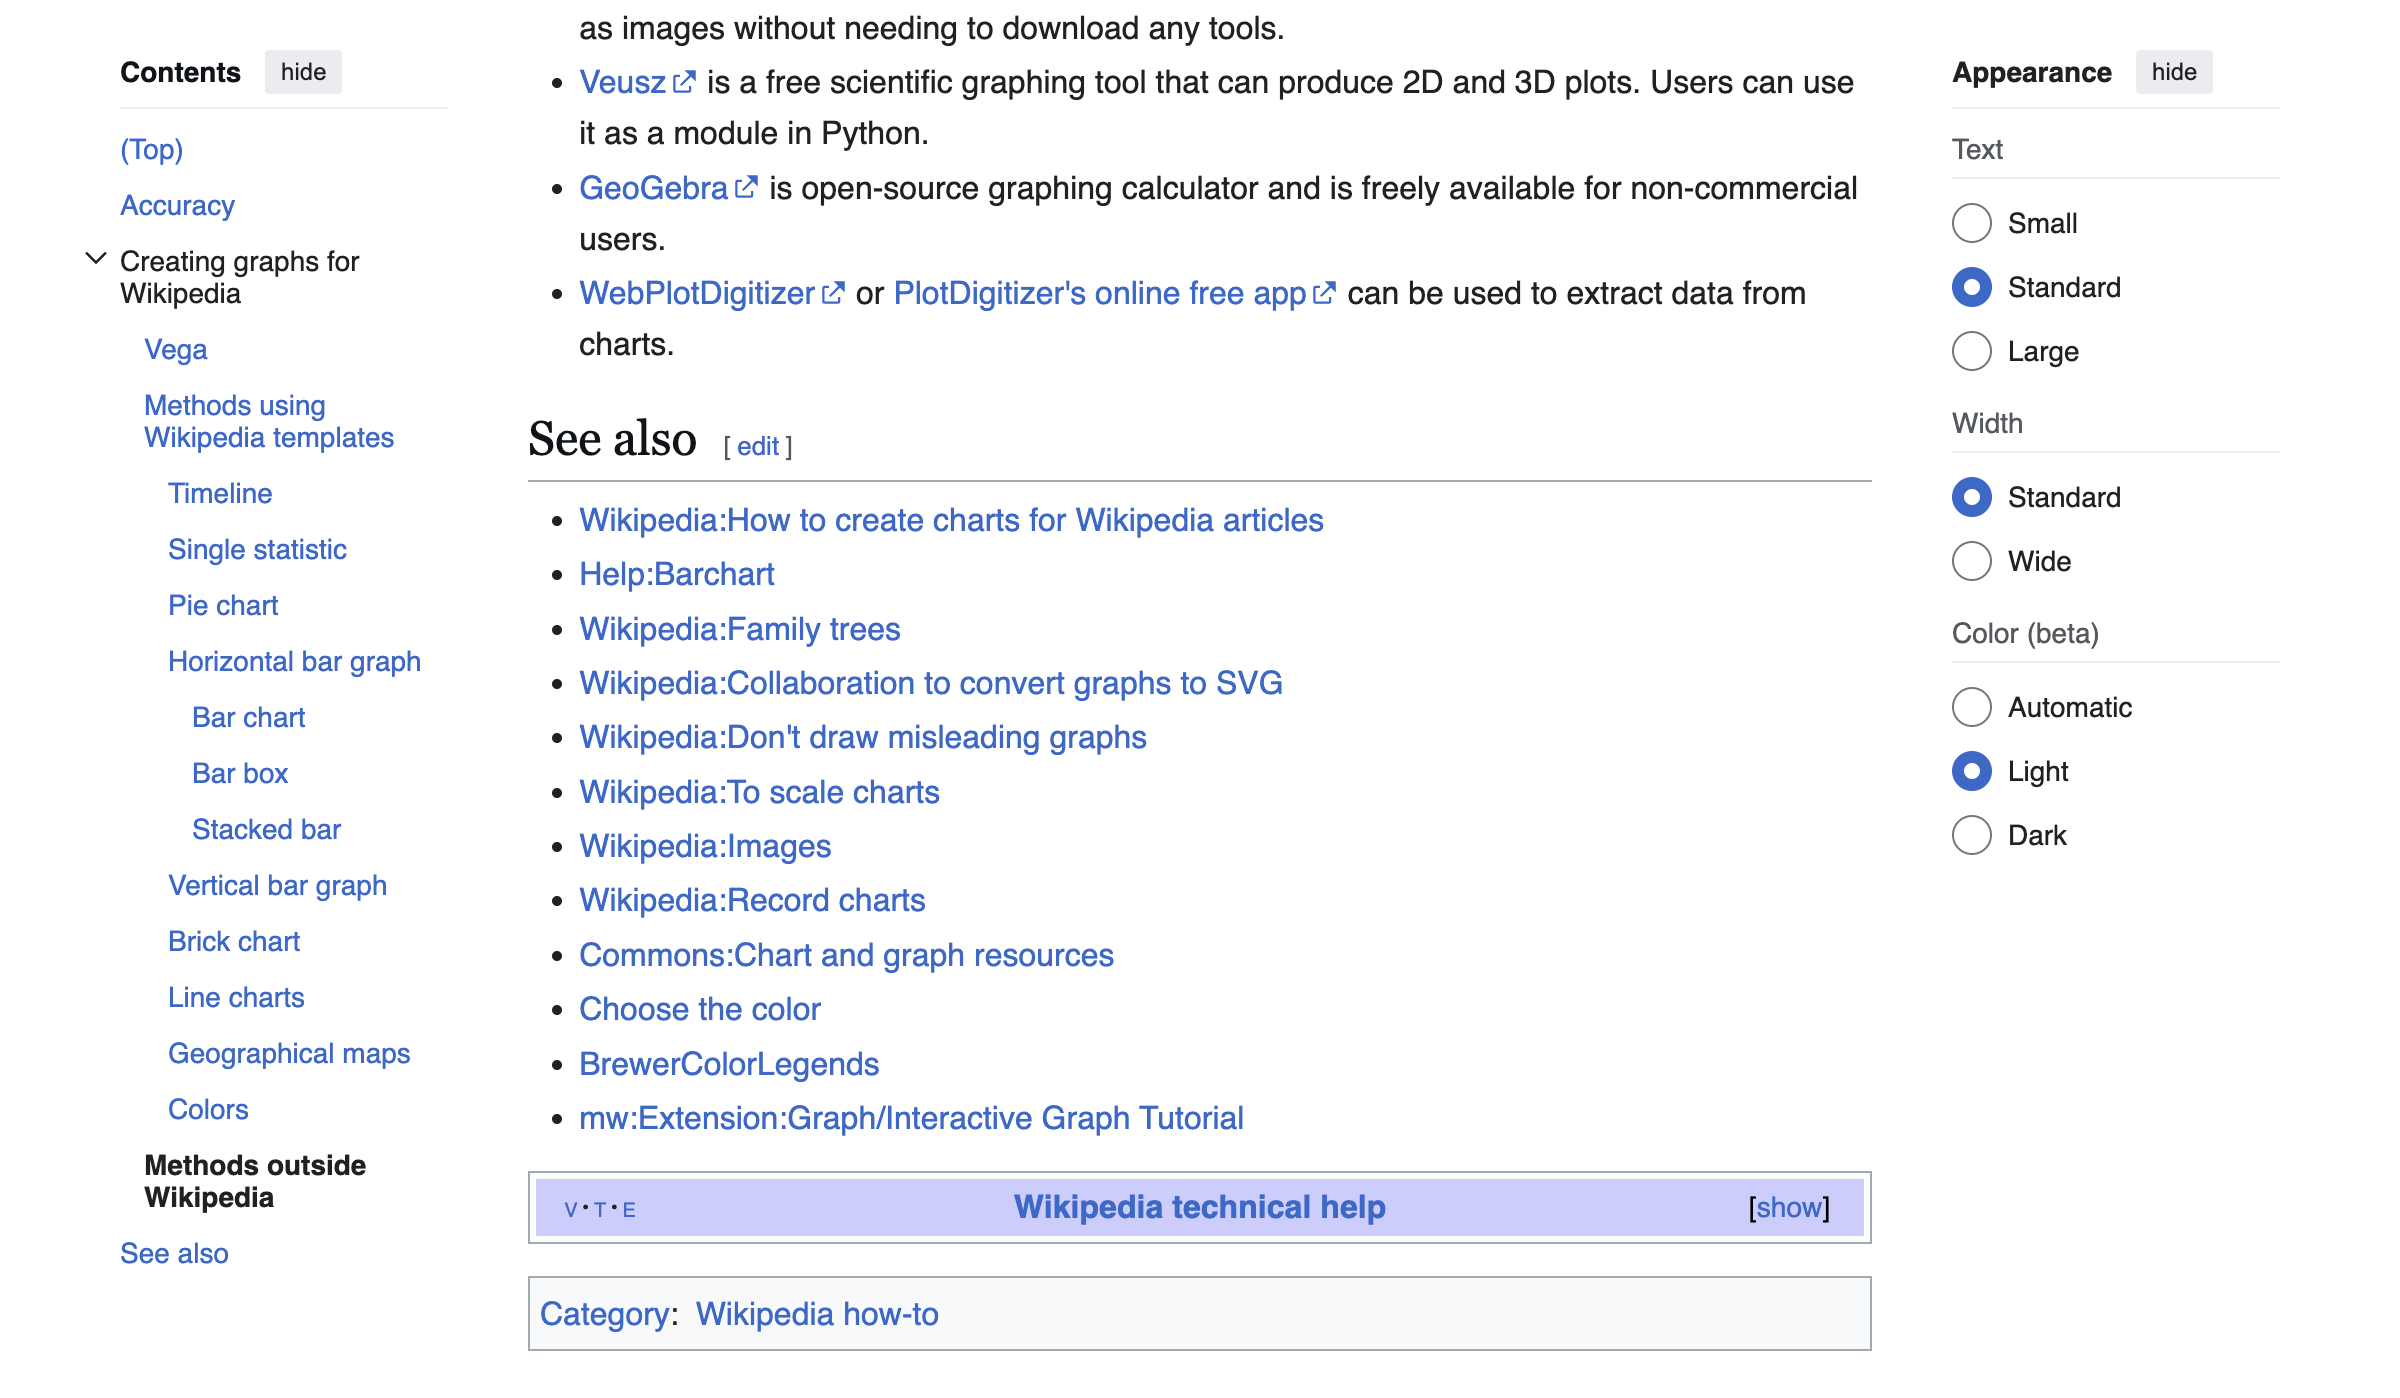 Contents hide
(Top)
Accuracy
Creating graphs for
Wikipedia
Vega
Methods using
Wikipedia templates
Timeline
Single statistic
Pie chart
Horizontal bar graph
Bar chart
Bar box
Stacked bar
Vertical bar graph
Brick chart
Line charts
Geographical maps
Colors
Methods outside
Wikipedia
See also
as images without needing to download any tools.
• Veusz is a free scientific graphing tool that can produce 2D and 3D plots. Users can use
it as a module in Python.
• GeoGebra is open-source graphing calculator and is freely available for non-commercial
users.
• WebPlotDigitizer or PlotDigitizer's online free app can be used to extract data from
charts.
See also [ edit ]
• Wikipedia:How to create charts for Wikipedia articles
• Help:Barchart
• Wikipedia:Family trees
• Wikipedia:Collaboration to convert graphs to SVG
• Wikipedia:Don't draw misleading graphs
• Wikipedia:To scale charts
• Wikipedia:Images
• Wikipedia:Record charts
• Commons:Chart and graph resources
• Choose the color
• BrewerColorLegends
• mw:Extension:Graph/Interactive Graph Tutorial
V · T · E Wikipedia technical help [show]
Category: Wikipedia how-to
Appearance hide
Text
Small
Standard
Large
Width
Standard
Wide
Color (beta)
Automatic
Light
Dark